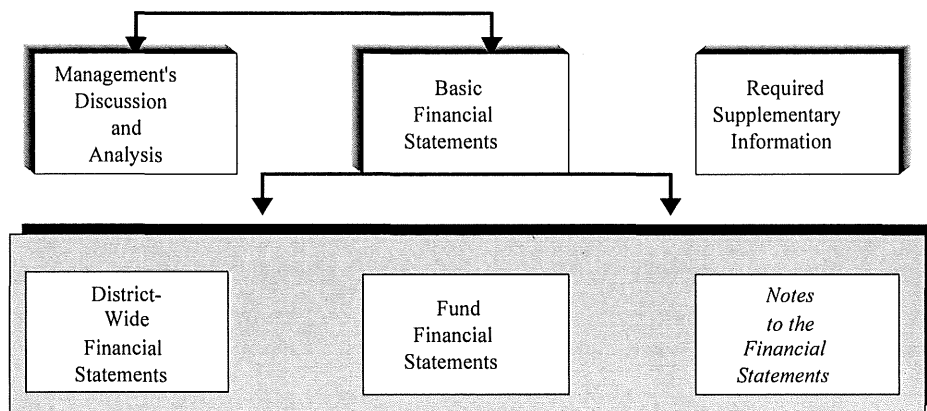 Management's
Discussion
and
Analysis
Basic
Financial
Statements
Required
Supplementary
Information
District-
Wide
Financial
Statements
Fund
Financial
Statements
Notes
to the
Financial
Statements